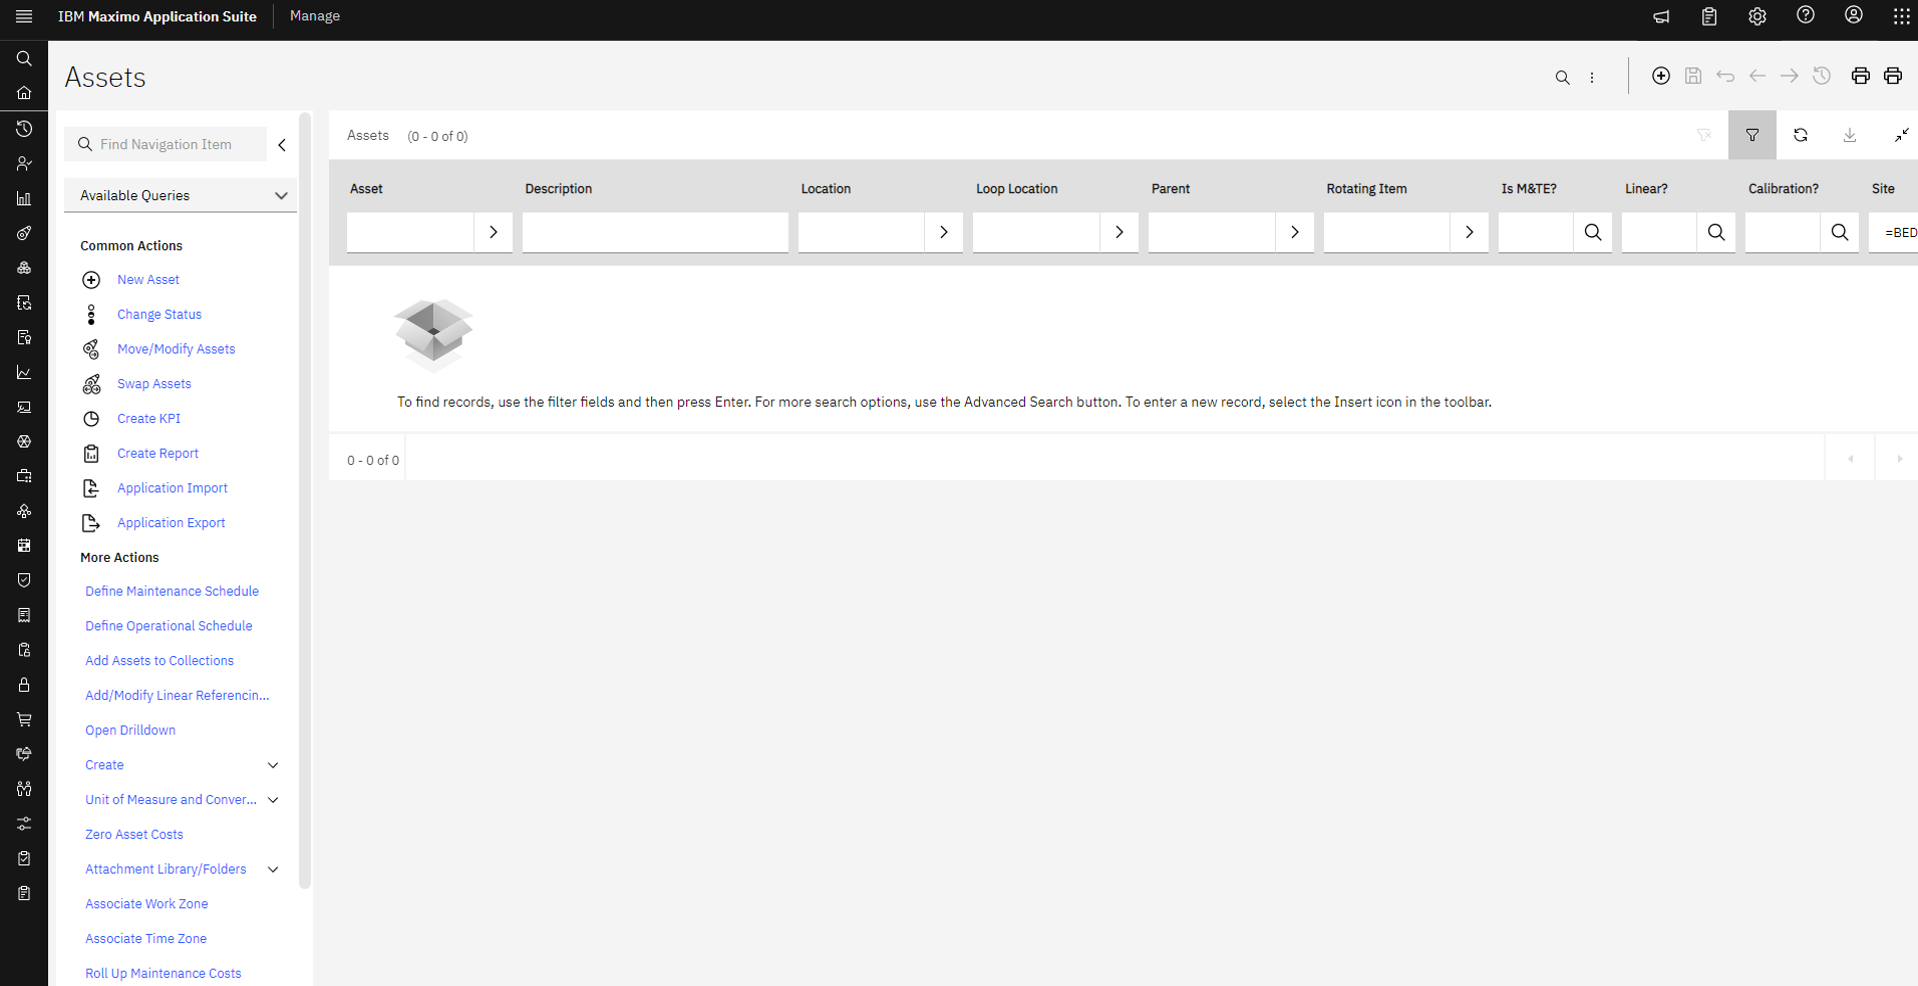 IBM Maximo Application Suite Manage
Assets
Find Navigation Item
Available Queries
Common Actions
New Asset
Change Status
Move/Modify Assets
Swap Assets
Create KPI
Create Report
Application Import
Application Export
More Actions
Define Maintenance Schedule
Define Operational Schedule
Add Assets to Collections
Add/Modify Linear Referencin...
Open Drilldown
Create
Unit of Measure and Conver...
Zero Asset Costs
Attachment Library/Folders
Associate Work Zone
Associate Time Zone
Roll Up Maintenance Costs
Assets (0 - 0 of 0)
Asset Description Location Loop Location Parent Rotating Item Is M&TE? Linear? Calibration? Site
=BED
To find records, use the filter fields and then press Enter. For more search options, use the Advanced Search button. To enter a new record, select the Insert icon in the toolbar.
0 - 0 of 0